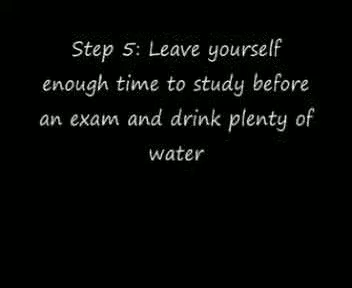 Step 5: Leave yourself
enough time to study before
an exam and drink plenty of
water